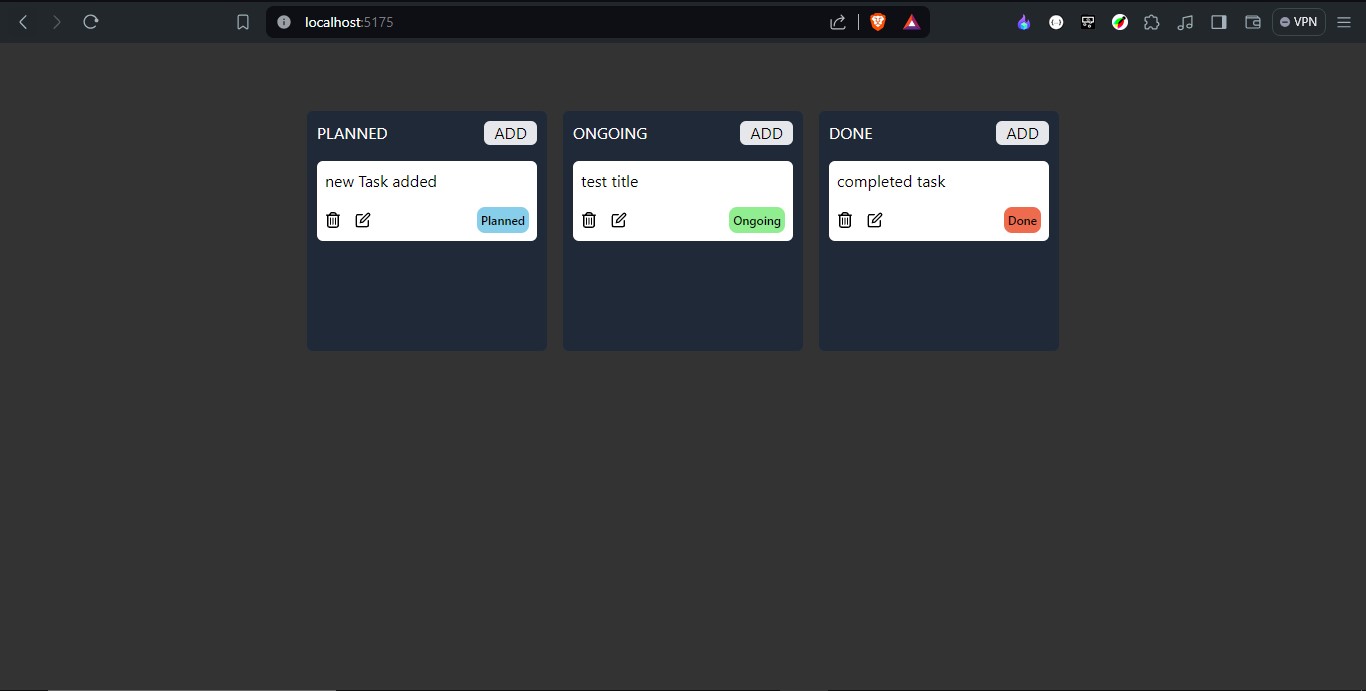 localhost:5175
VPN
PLANNED ADD
new Task added
Planned
ONGOING ADD
test title
Ongoing
DONE ADD
completed task
Done